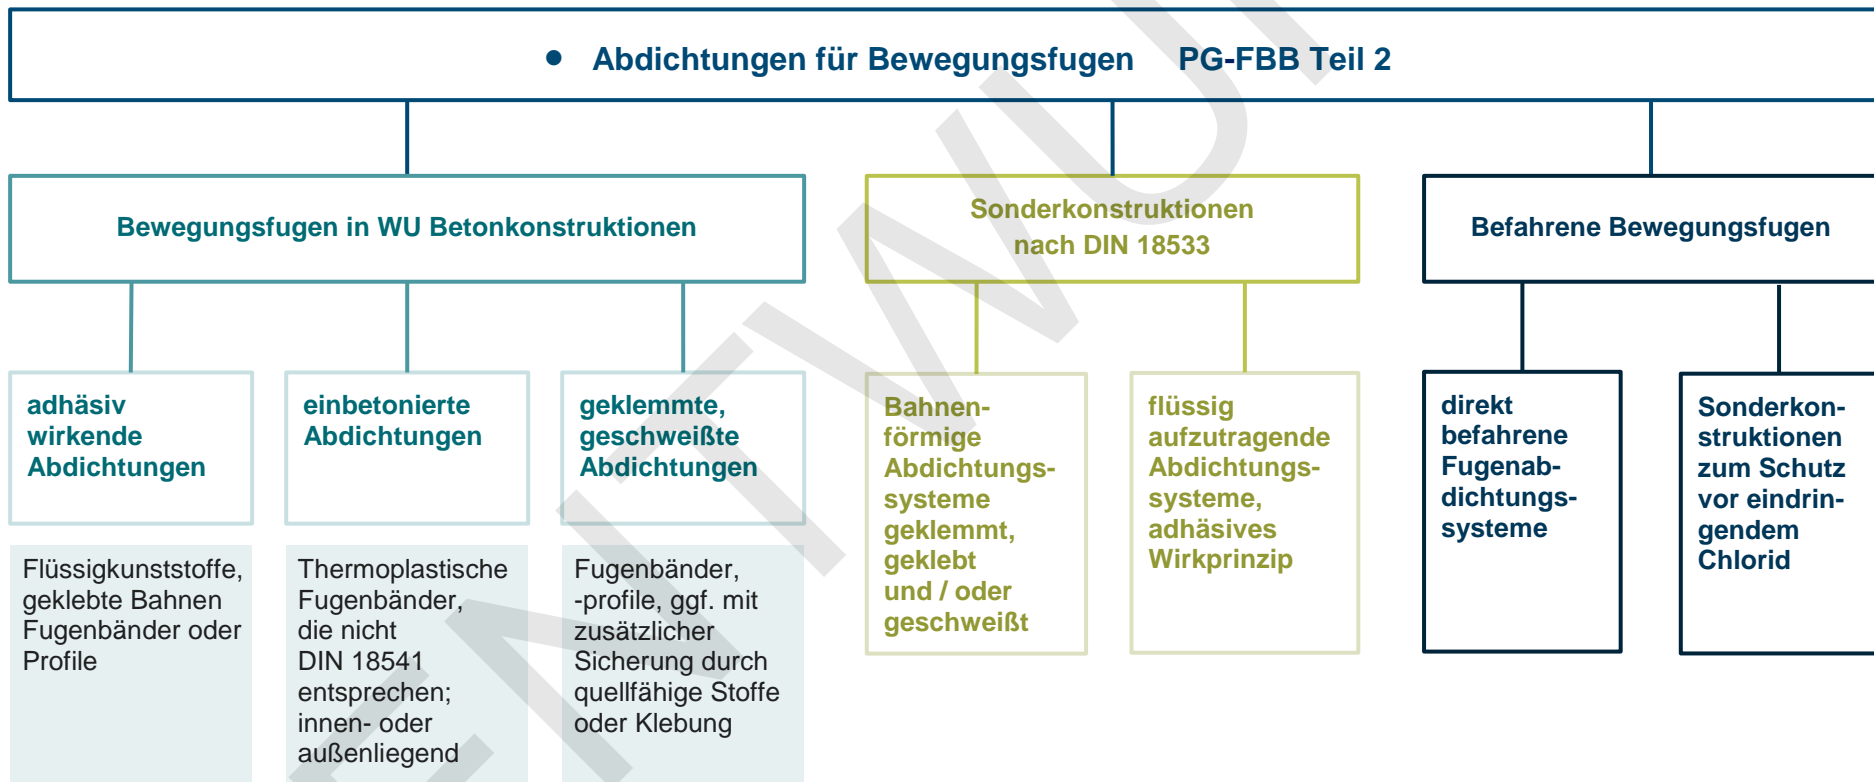 • Abdichtungen für Bewegungsfugen PG-FBB Teil 2
Bewegungsfugen in WU Betonkonstruktionen
Sonderkonstruktionen
nach DIN 18533
Befahrene Bewegungsfugen
adhäsiv
wirkende
Abdichtungen
einbetonierte
Abdichtungen
geklemmte,
geschweißte
Abdichtungen
Bahnen-
förmige
Abdichtungs-
systeme
geklemmt,
geklebt
und / oder
geschweißt
flüssig
aufzutragende
Abdichtungs-
systeme,
adhäsives
Wirkprinzip
direkt
befahrene
Fugenab-
dichtungs-
systeme
Sonderkon-
struktionen
zum Schutz
vor eindrin-
gendem
Chlorid
Flüssigkunststoffe,
geklebte Bahnen
Fugenbänder oder
Profile
Thermoplastische
Fugenbänder,
die nicht
DIN 18541
entsprechen;
innen- oder
außenliegend
Fugenbänder,
-profile, ggf. mit
zusätzlicher
Sicherung durch
quellfähige Stoffe
oder Klebung
ENTWUR